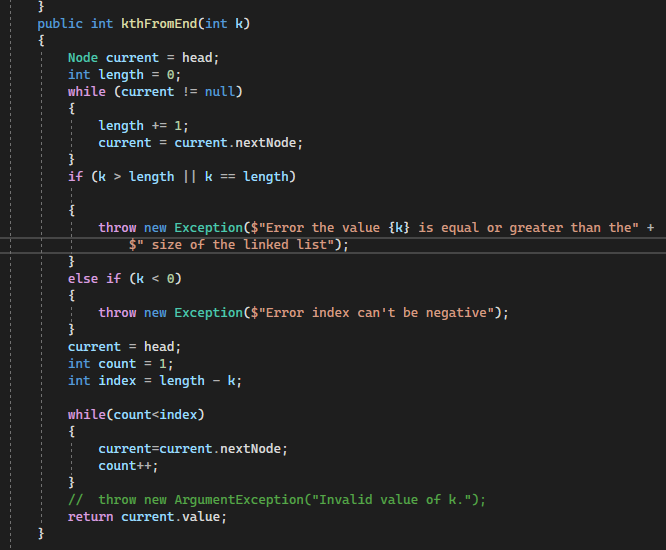 }
public int kthFromEnd(int k)
{
Node current = head;
int length = 0;
while (current != null)
{
length += 1;
current = current.nextNode;
}
if (k > length || k == length)
{
throw new Exception($"Error the value {k} is equal or greater than the" +
$" size of the linked list");
}
else if (k < 0)
{
throw new Exception($"Error index can't be negative");
}
current = head;
int count = 1;
int index = length - k;
while(count<index)
{
current=current.nextNode;
count++;
}
//  throw new ArgumentException("Invalid value of k.");
return current.value;
}